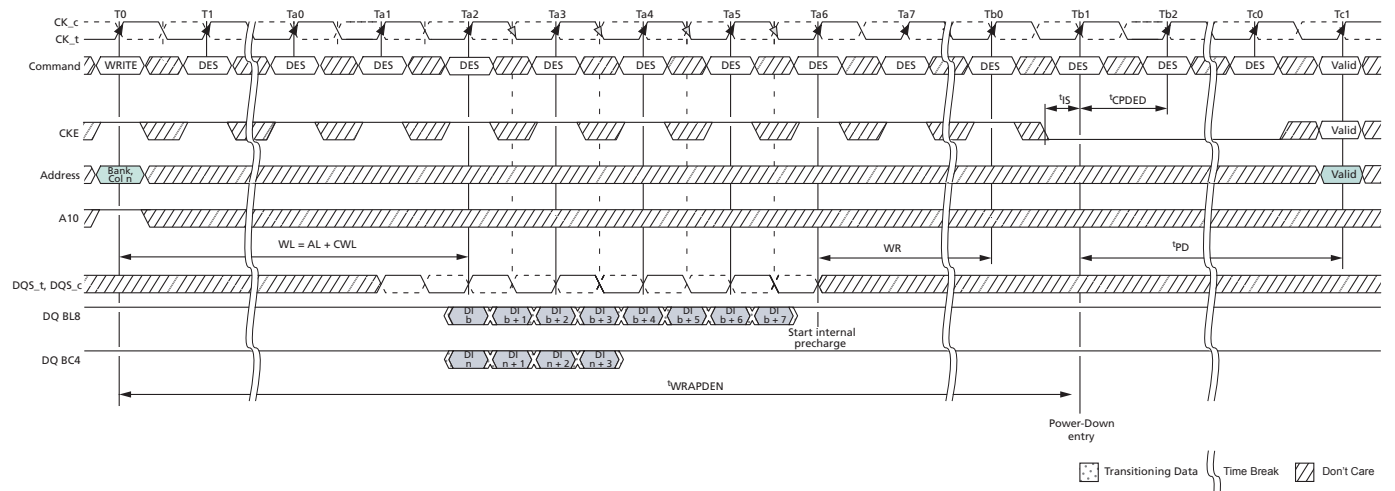 T0 T1 Ta0 Ta1 Ta2 Ta3 Ta4 Ta5 Ta6 Ta7 Tb0 Tb1 Tb2 Tc0 Tc1
CK_c
CK_t
Command WRITE DES DES DES DES DES DES DES DES DES DES DES DES DES Valid
tIS tCPDED
CKE Valid
Address Bank, Col n Valid
A10
WL = AL + CWL WR tPD
DQS_t, DQS_c
DQ BL8 DI b DI b + 1 DI b + 2 DI b + 3 DI b + 4 DI b + 5 DI b + 6 DI b + 7
Start internal
precharge
DQ BC4 DI n DI n + 1 DI n + 2 DI n + 3
tWRAPDEN
Power-Down
entry
Transitioning Data Time Break Don't Care